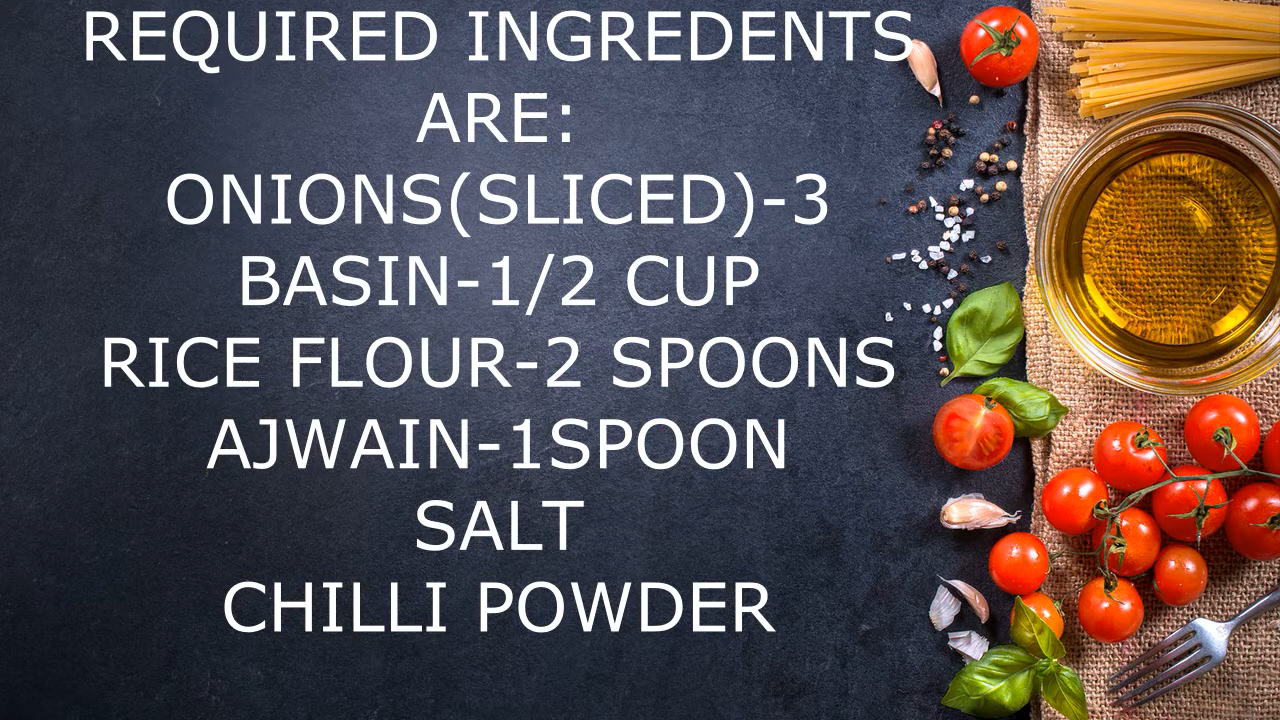 REQUIRED INGREDENTS
ARE:
ONIONS(SLICED)-3
BASIN-1/2 CUP
RICE FLOUR-2 SPOONS
AJWAIN-1SPOON
SALT
CHILLI POWDER